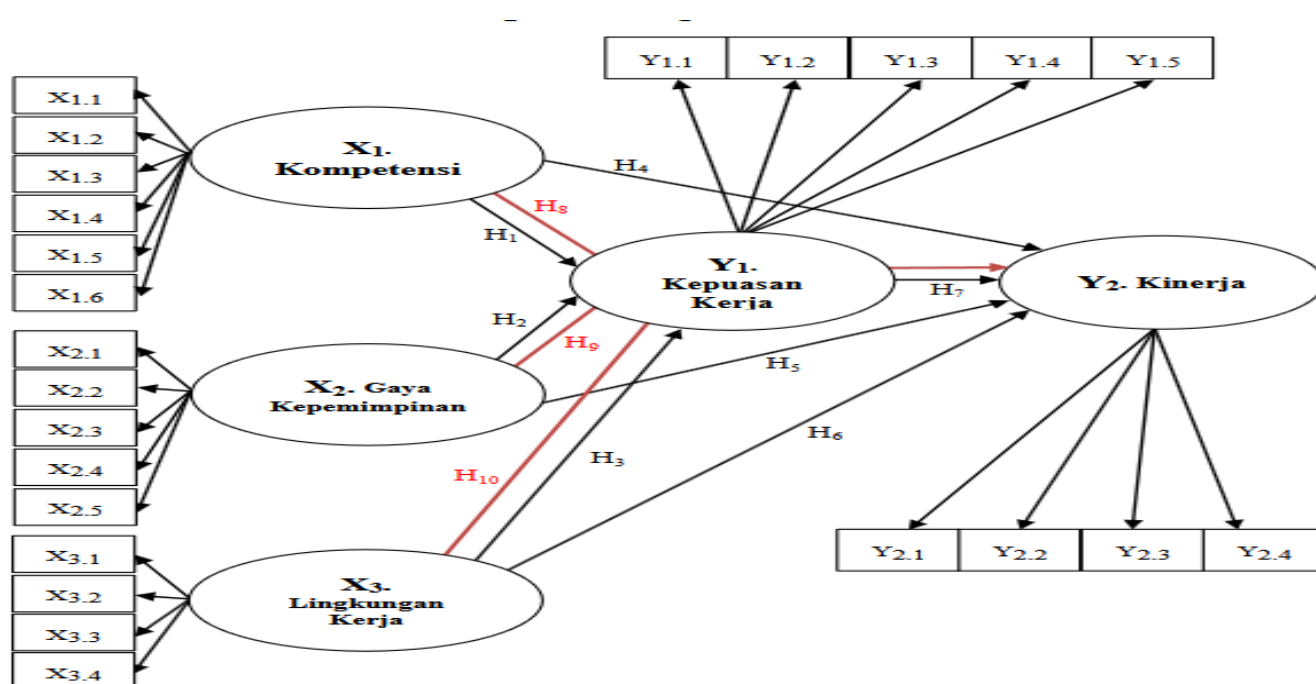 Y1.1 Y1.2 Y1.3 Y1.4 Y1.5
X1.1
X1.2
X1.3
X1.4
X1.5
X1.6
X1.
Kompetensi
H4
H8
H1
Y1.
Kepuasan
Kerja
H7
Y2. Kinerja
H2
H9
H5
X2.1
X2.2
X2.3
X2.4
X2.5
X2. Gaya
Kepemimpinan
H10
H3
H6
X3.1
X3.2
X3.3
X3.4
X3.
Lingkungan
Kerja
Y2.1 Y2.2 Y2.3 Y2.4